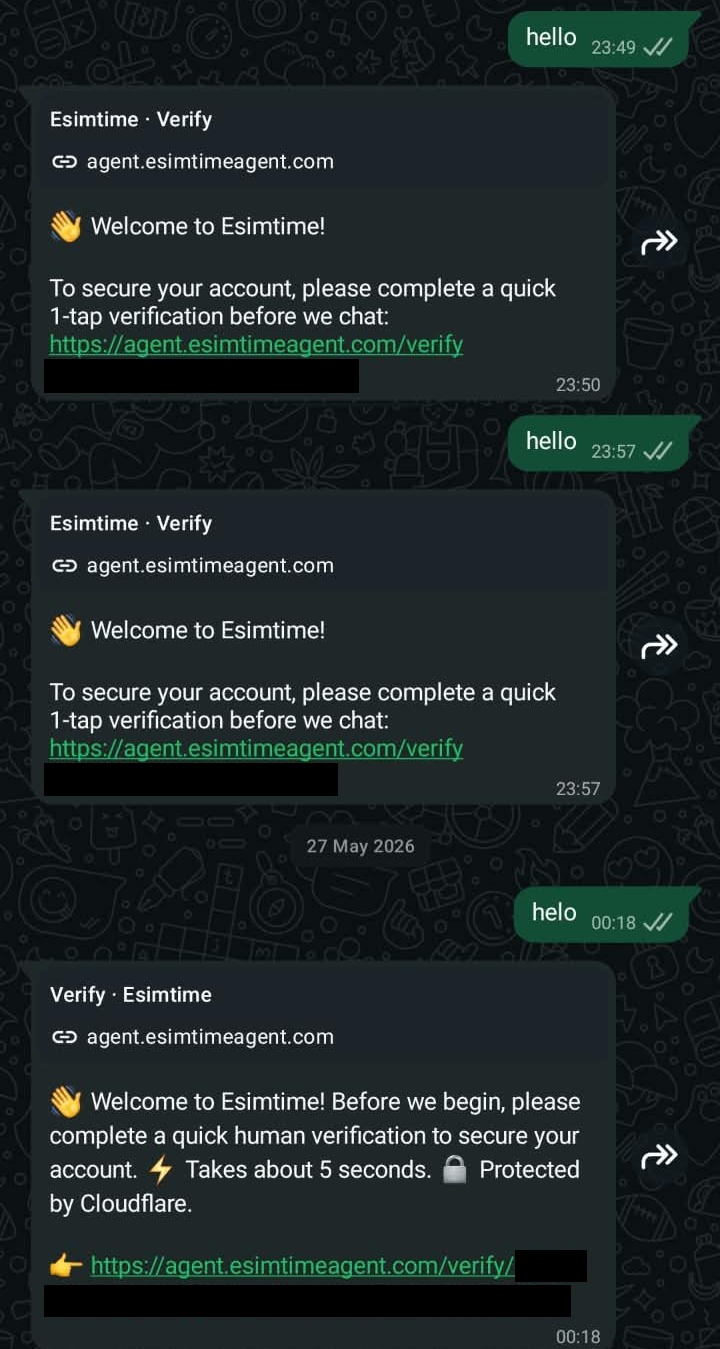 hello 23:49
Esimtime · Verify
agent.esimtimeagent.com
👋 Welcome to Esimtime!
To secure your account, please complete a quick
1-tap verification before we chat:
https://agent.esimtimeagent.com/verify
23:50
hello 23:57
Esimtime · Verify
agent.esimtimeagent.com
👋 Welcome to Esimtime!
To secure your account, please complete a quick
1-tap verification before we chat:
https://agent.esimtimeagent.com/verify
23:57
27 May 2026
helo 00:18
Verify · Esimtime
agent.esimtimeagent.com
👋 Welcome to Esimtime! Before we begin, please
complete a quick human verification to secure your
account. ⚡ Takes about 5 seconds. 🔒 Protected
by Cloudflare.
👉 https://agent.esimtimeagent.com/verify/
00:18